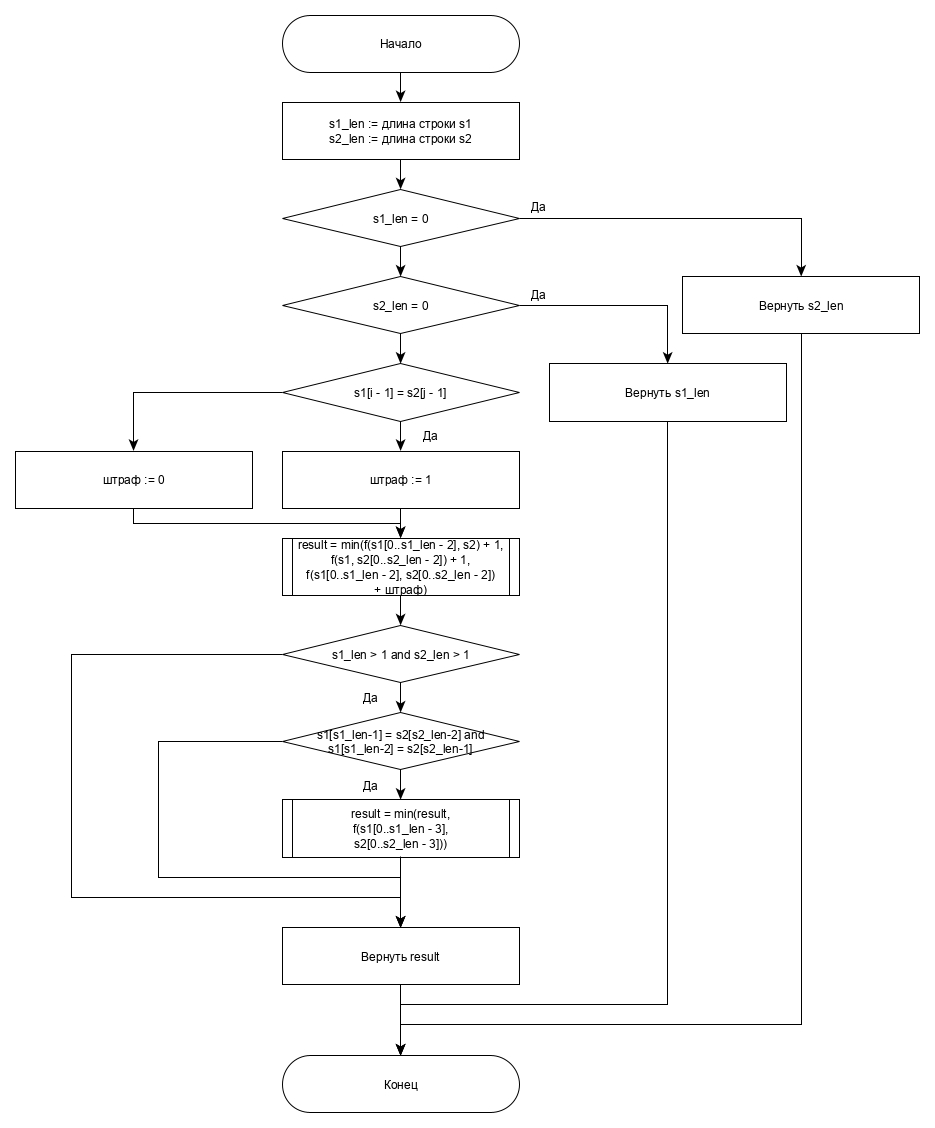 Начало
s1_len := длина строки s1
s2_len := длина строки s2
s1_len = 0
Да
s2_len = 0
Да
Вернуть s2_len
s1[i - 1] = s2[j - 1]
Вернуть s1_len
Да
штраф := 0
штраф := 1
result = min(f(s1[0..s1_len - 2], s2) + 1,
f(s1, s2[0..s2_len - 2]) + 1,
f(s1[0..s1_len - 2], s2[0..s2_len - 2])
+ штраф)
s1_len > 1 and s2_len > 1
Да
s1[s1_len-1] = s2[s2_len-2] and
s1[s1_len-2] = s2[s2_len-1]
Да
result = min(result,
f(s1[0..s1_len - 3],
s2[0..s2_len - 3]))
Вернуть result
Конец